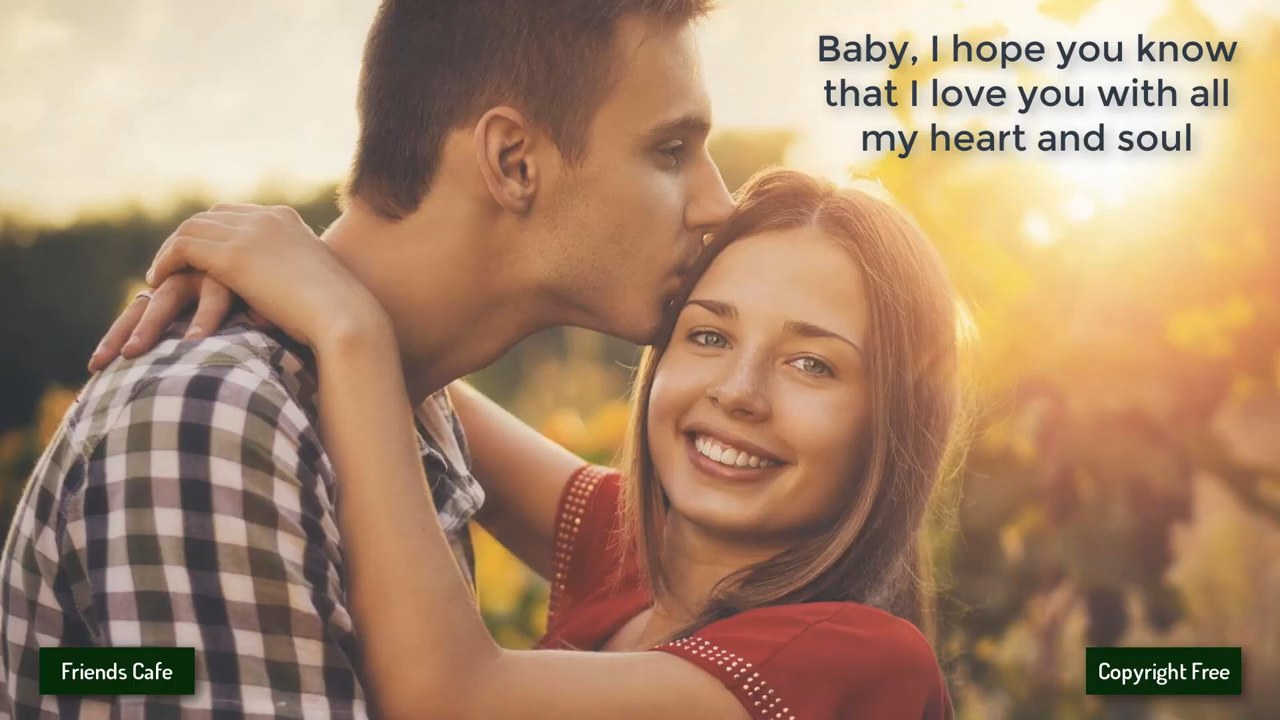 Baby, I hope you know
that I love you with all
my heart and soul
Friends Cafe
Copyright Free